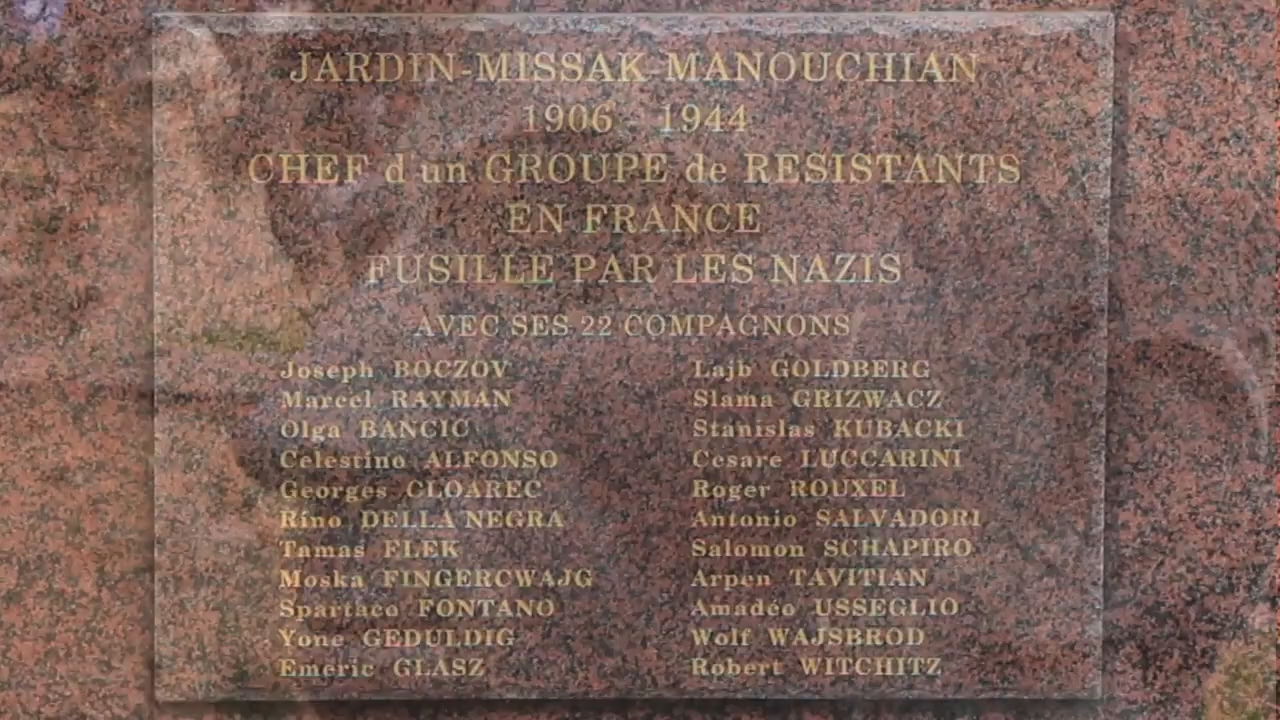 JARDIN-MISSAK-MANOUCHIAN
1906 - 1944
CHEF d'un GROUPE de RESISTANTS
EN FRANCE
FUSILLE PAR LES NAZIS
AVEC SES 22 COMPAGNONS
Joseph BOCZOV
Marcel RAYMAN
Olga BANCIC
Celestino ALFONSO
Georges CLOAREC
Rino DELLA NEGRA
Tamas ELEK
Moska FINGERCWAJG
Spartaco FONTANO
Yone GEDULDIG
Emeric GLASZ
Lajb GOLDBERG
Slama GRIZWACZ
Stanislas KUBACKI
Cesare LUCCARINI
Roger ROUXEL
Antonio SALVADORI
Salomon SCHAPIRO
Arpen TAVITIAN
Amadéo USSEGLIO
Wolf WAJSBROD
Robert WITCHITZ